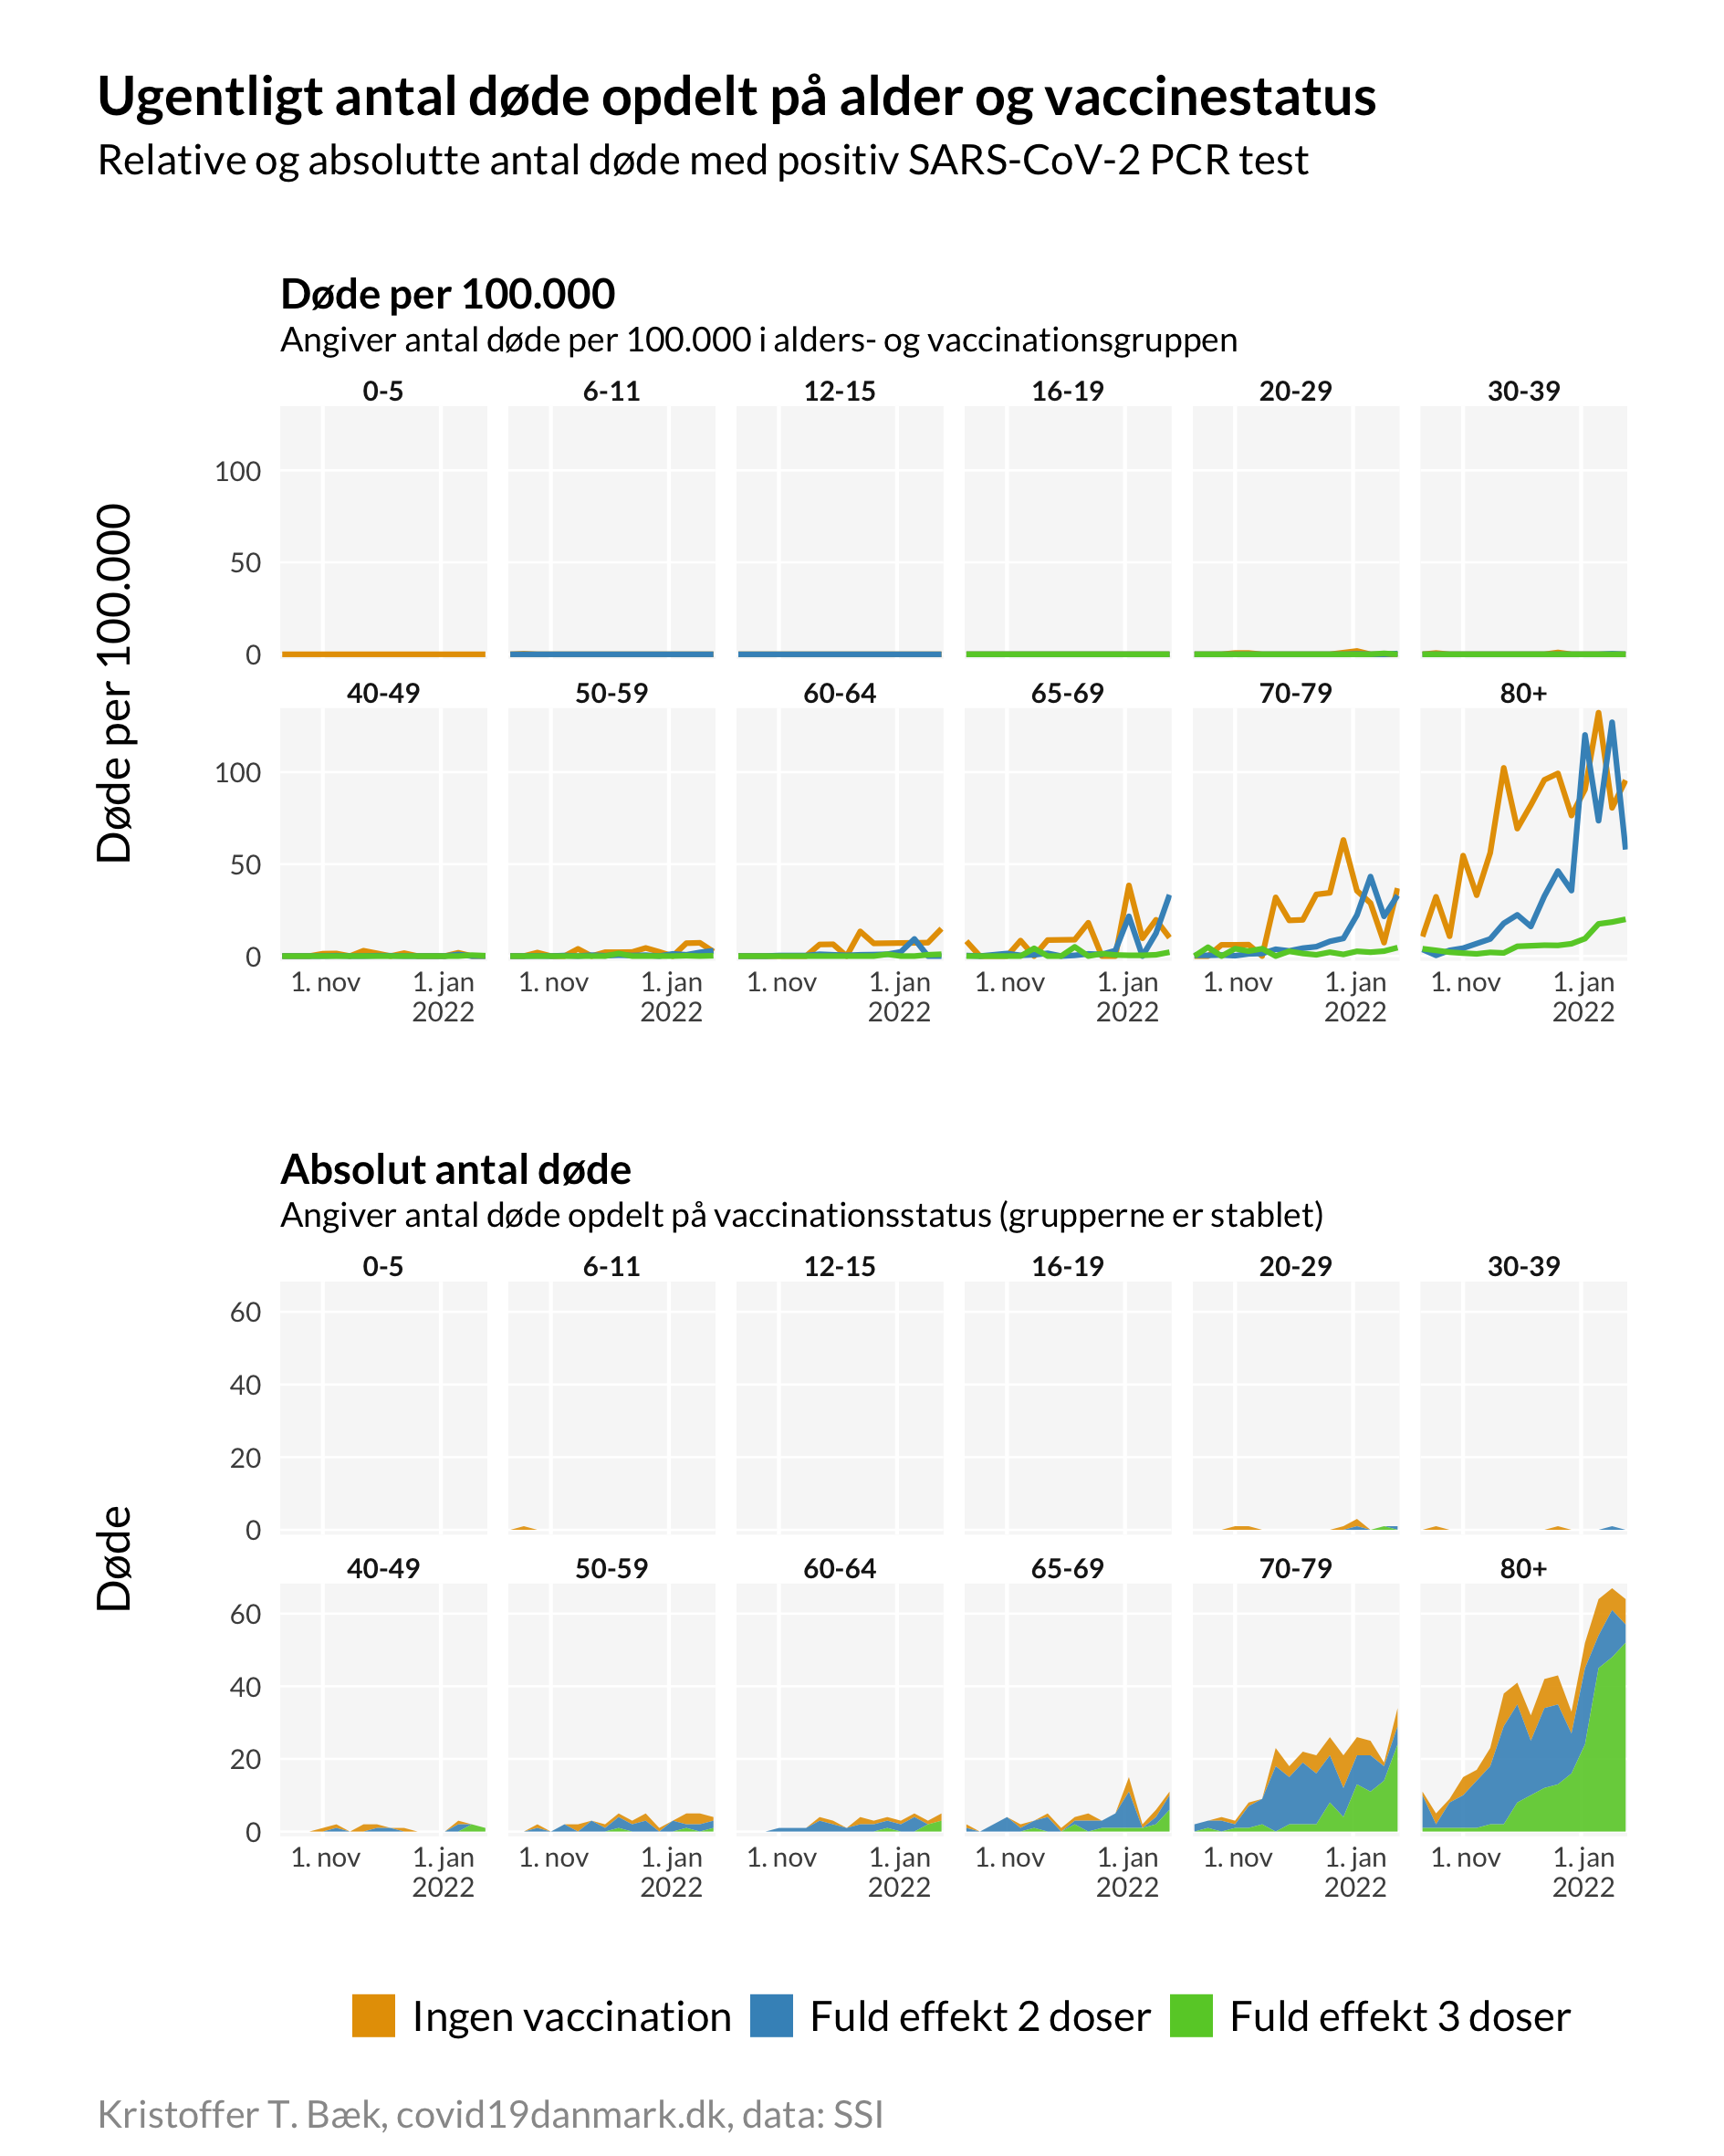 Ugentligt antal døde opdelt på alder og vaccinestatus
Relative og absolutte antal døde med positiv SARS-CoV-2 PCR test
Døde per 100.000
Angiver antal døde per 100.000 i alders- og vaccinationsgruppen
Døde per 100.000
0-5 6-11 12-15 16-19 20-29 30-39
100
50
0
40-49 50-59 60-64 65-69 70-79 80+
100
50
0
1. nov 1. jan 1. nov 1. jan 1. nov 1. jan 1. nov 1. jan 1. nov 1. jan 1. nov 1. jan
2022 2022 2022 2022 2022 2022
Absolut antal døde
Angiver antal døde opdelt på vaccinationsstatus (grupperne er stablet)
Døde
0-5 6-11 12-15 16-19 20-29 30-39
60
40
20
0
40-49 50-59 60-64 65-69 70-79 80+
60
40
20
0
1. nov 1. jan 1. nov 1. jan 1. nov 1. jan 1. nov 1. jan 1. nov 1. jan 1. nov 1. jan
2022 2022 2022 2022 2022 2022
Ingen vaccination Fuld effekt 2 doser Fuld effekt 3 doser
Kristoffer T. Bæk, covid19danmark.dk, data: SSI